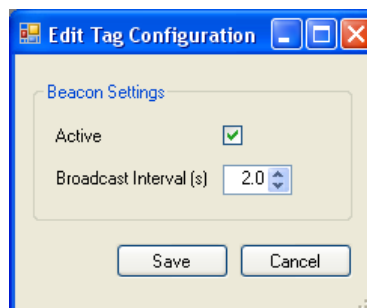 Edit Tag Configuration
Beacon Settings
Active
Broadcast Interval (s) 2.0
Save Cancel